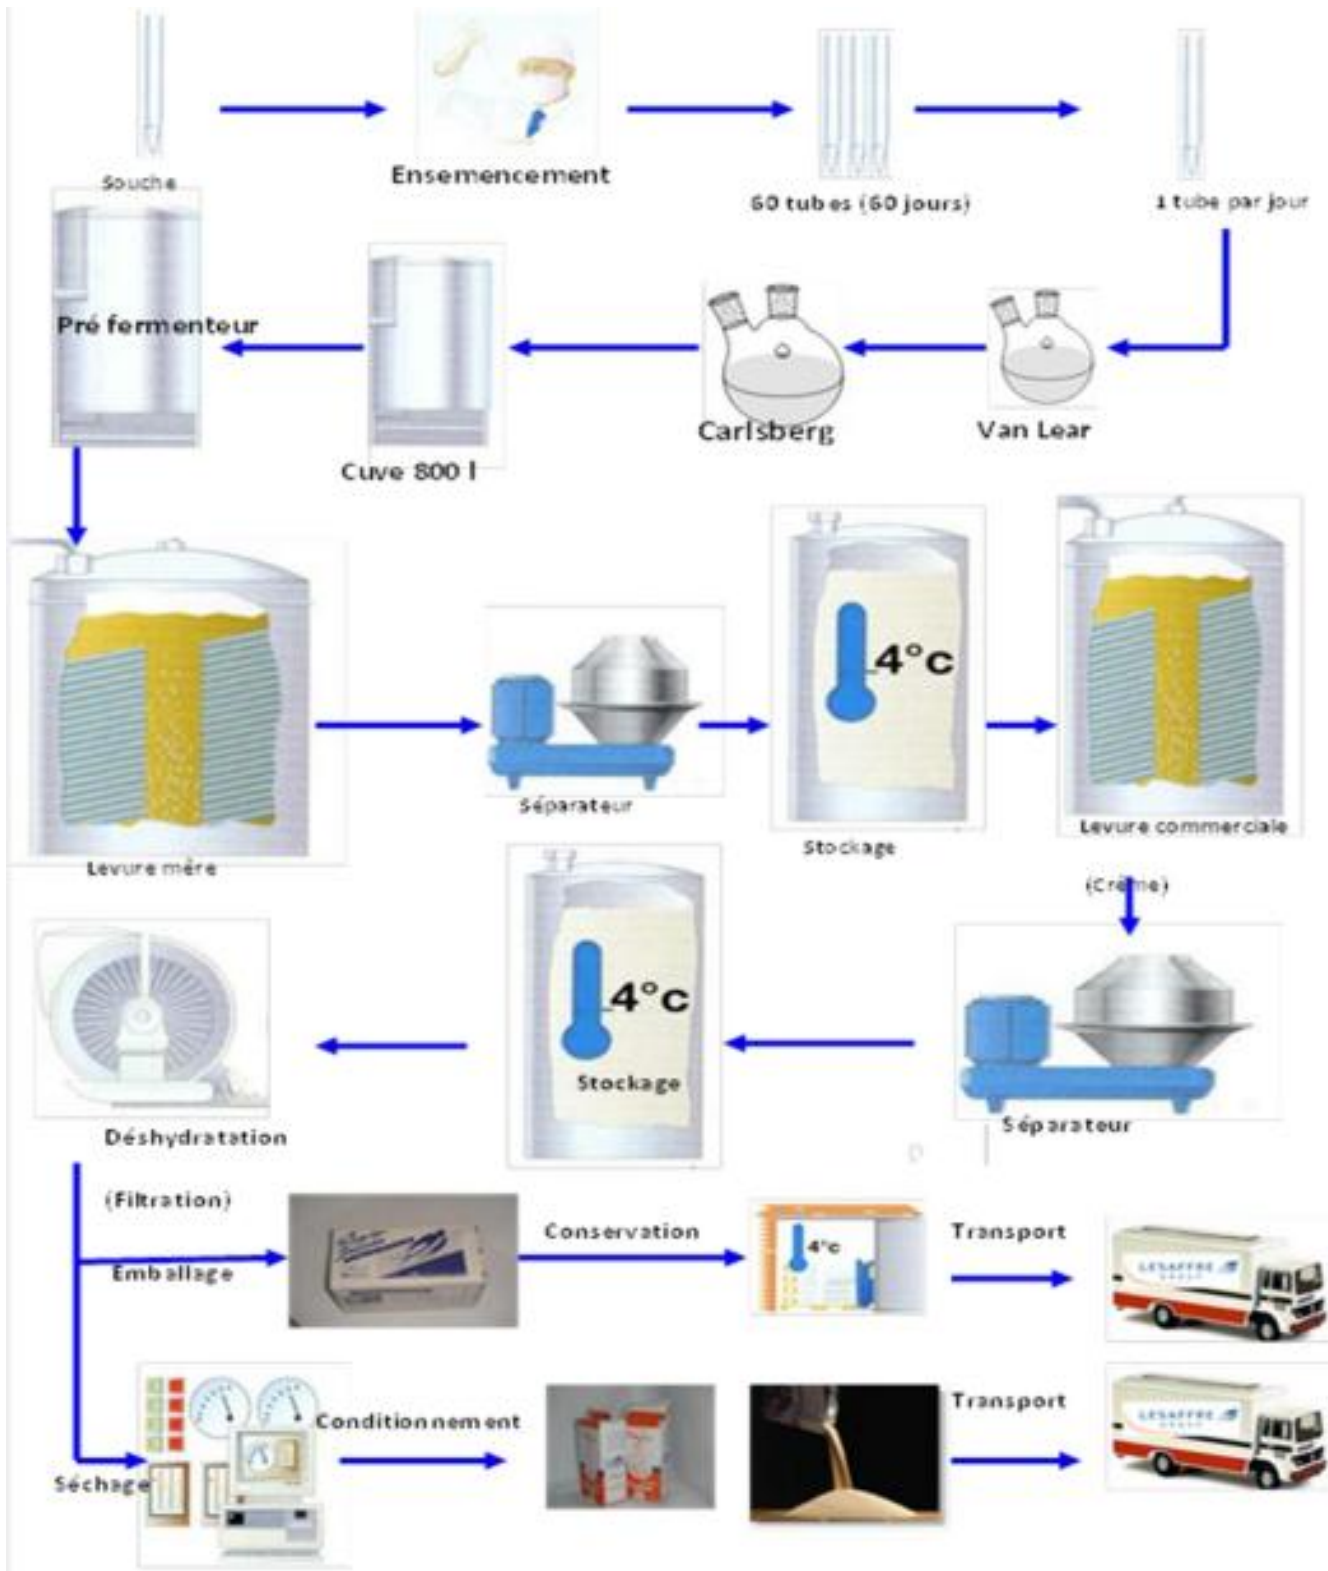 Souche
Ensemencement
60 tubes (60 jours)
1 tube par jour
Pré fermenteur
Cuve 800 l
Carlsberg
Van Lear
4°c
4°c
Séparateur
Stockage
Levure commerciale
Levure mère
(Crème)
Stockage
Séparateur
D
Déshydratation
(Filtration)
Emballage
Conservation
4°c
Transport
LESAFFRE
GROUP
Séchage
Conditionnement
Transport
LESAFFRE
GROUP